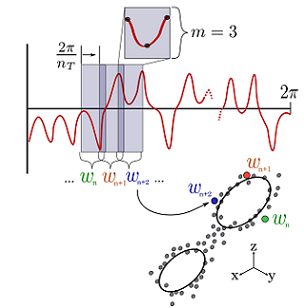 m = 3
2π
n_T
2π
... w_n w_{n+1} w_{n+2} ...
w_{n+1}
w_{n+2}
w_n
z
x y